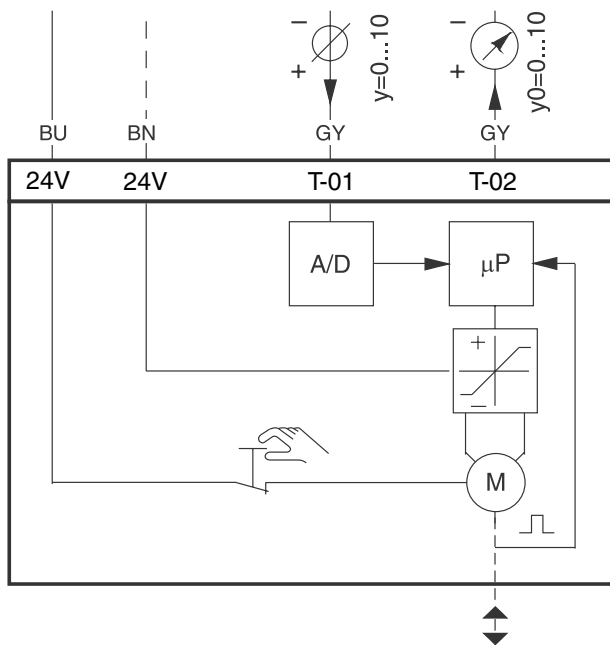 − −
+ y=0...10 + y0=0...10
BU BN GY GY
24V 24V T-01 T-02
A/D µP
+
−
M